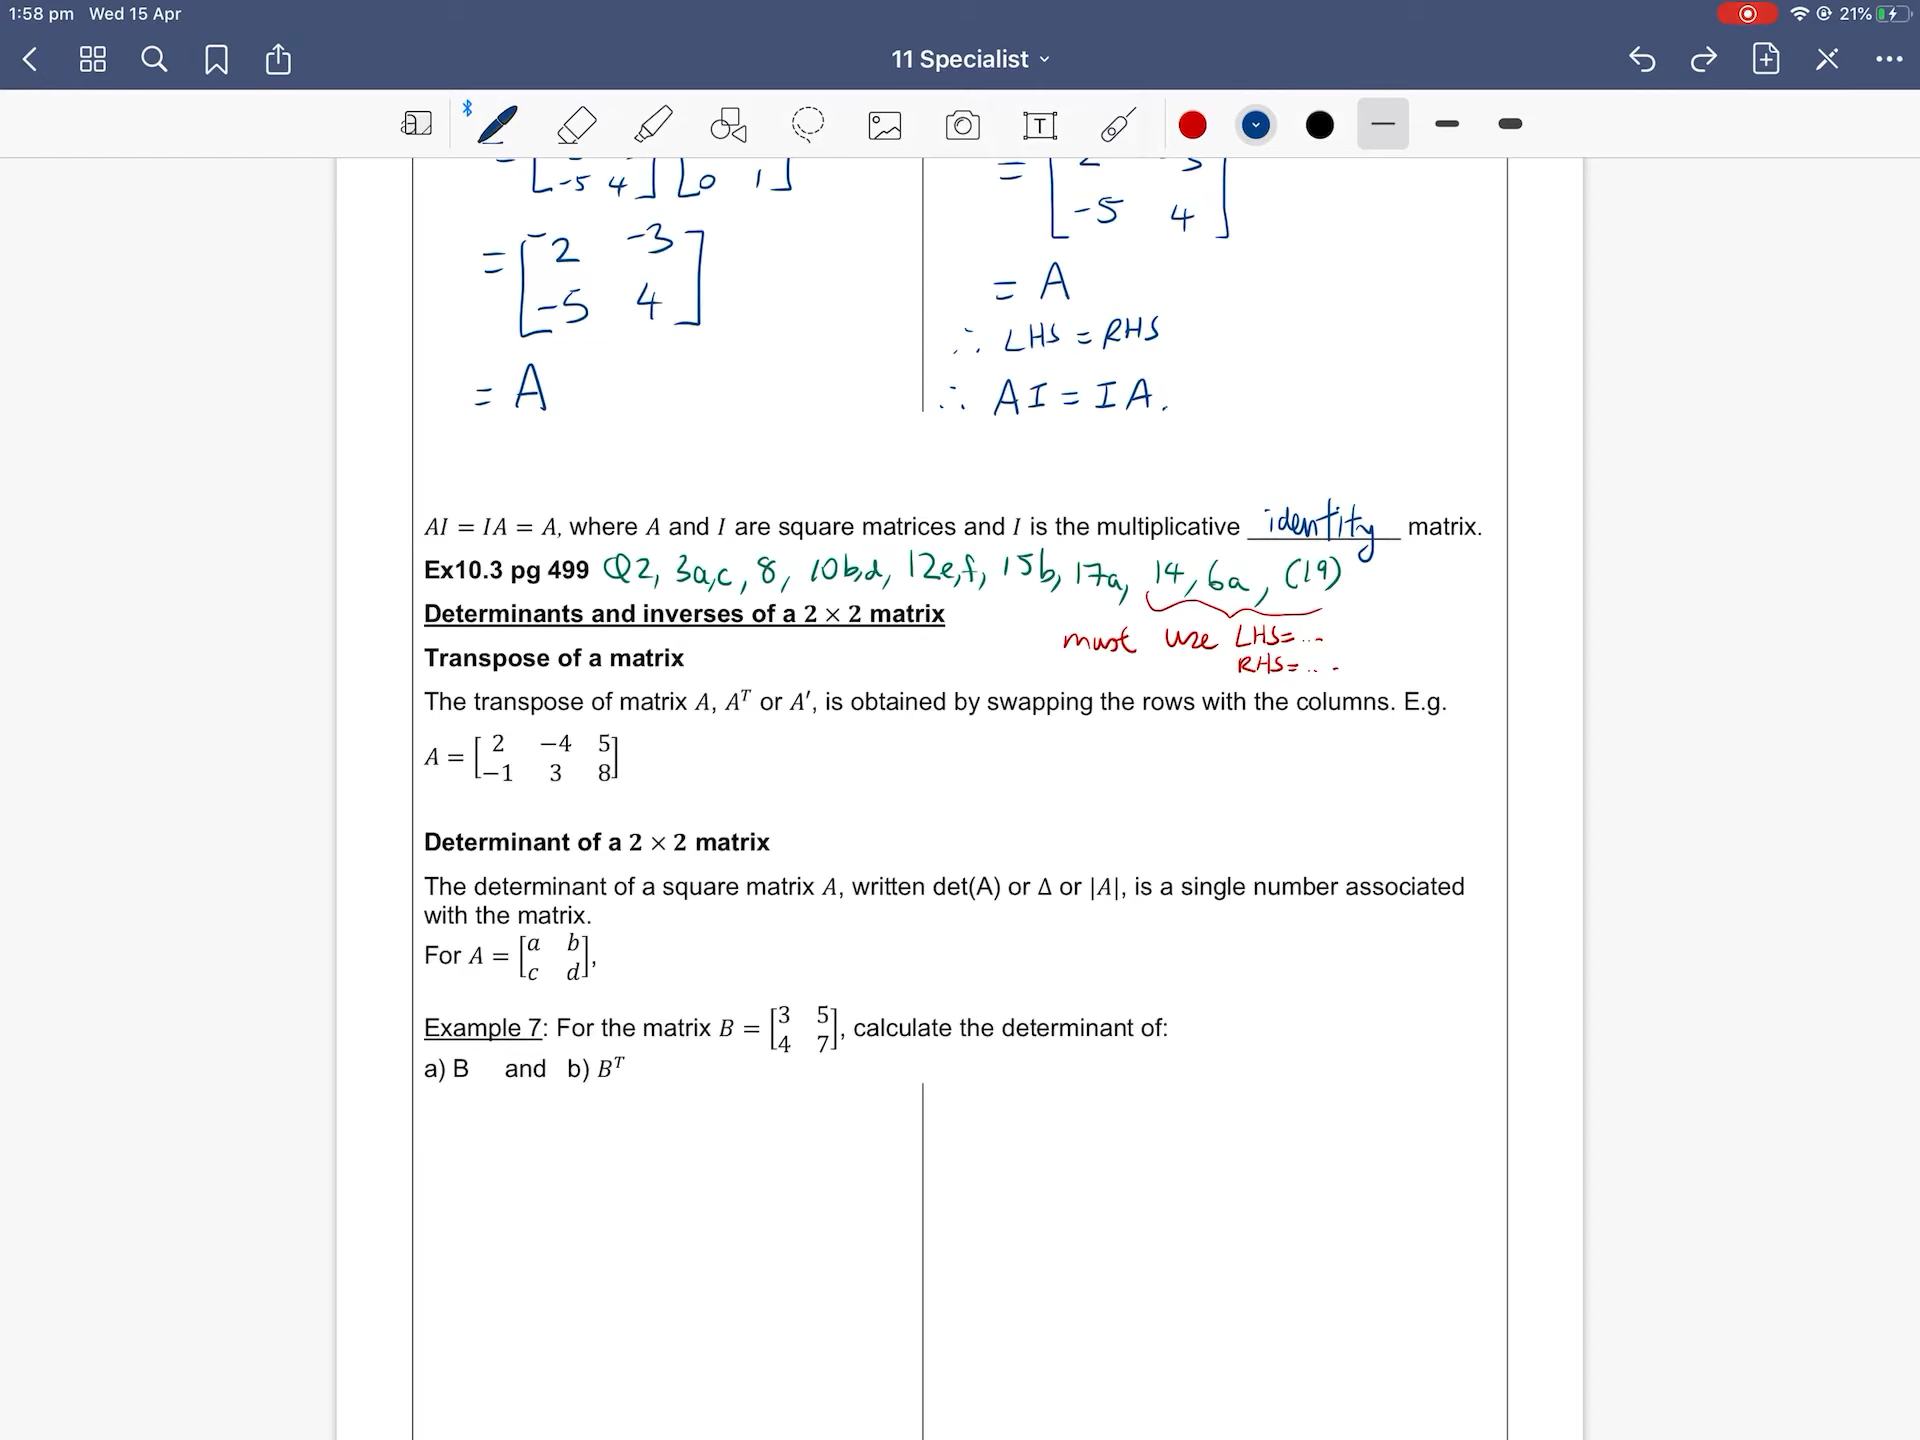 1:58 pm Wed 15 Apr
21%
11 Specialist
= [ -5 4 ] [ 0 1 ]
= [ -2 -3
-5 4 ]
= A
=
-5 4
= A
∴ LHS = RHS
∴ AI = IA.
AI = IA = A, where A and I are square matrices and I is the multiplicative identity matrix.
Ex10.3 pg 499 Q2, 3a,c, 8, 10b,d, 12e,f, 15b, 17a, 14, 6a, (19)
Determinants and inverses of a 2 × 2 matrix
must use LHS= ...
RHS= ...
Transpose of a matrix
The transpose of matrix A, Aᵀ or A′, is obtained by swapping the rows with the columns. E.g.
A = [ 2 −4 5
−1 3 8 ]
Determinant of a 2 × 2 matrix
The determinant of a square matrix A, written det(A) or Δ or |A|, is a single number associated
with the matrix.
For A = [ a b
c d ],
Example 7: For the matrix B = [ 3 5
4 7 ], calculate the determinant of:
a) B and b) Bᵀ